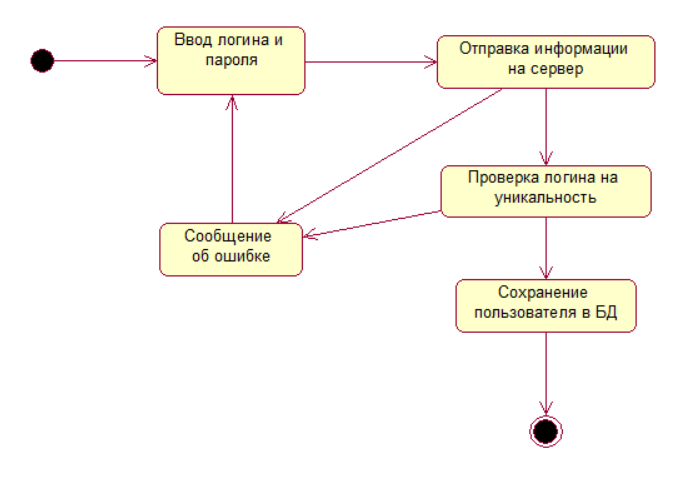 Ввод логина и
пароля
Отправка информации
на сервер
Проверка логина на
уникальность
Сообщение
об ошибке
Сохранение
пользователя в БД